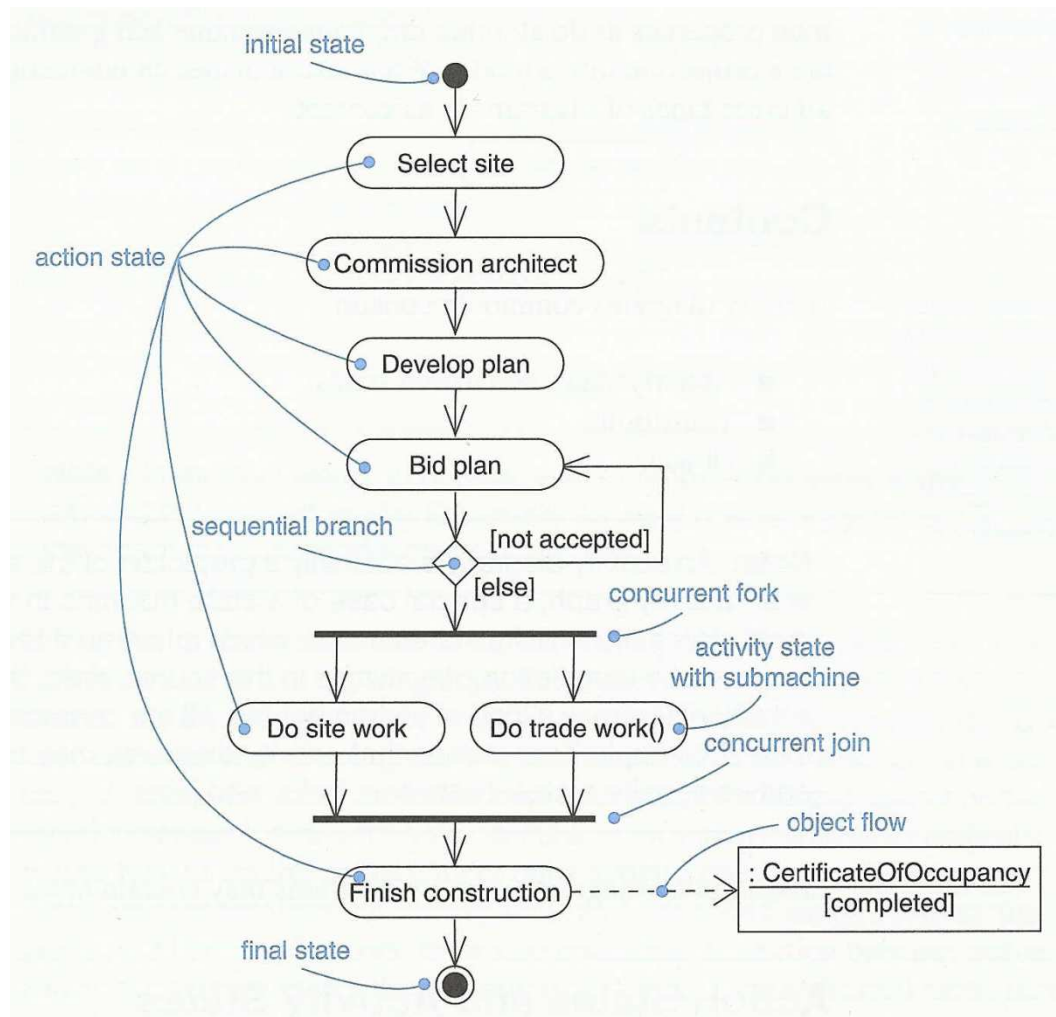 initial state
Select site
action state
Commission architect
Develop plan
Bid plan
sequential branch
[not accepted]
[else]
concurrent fork
activity state
with submachine
Do site work
Do trade work()
concurrent join
object flow
: CertificateOfOccupancy
[completed]
Finish construction
final state